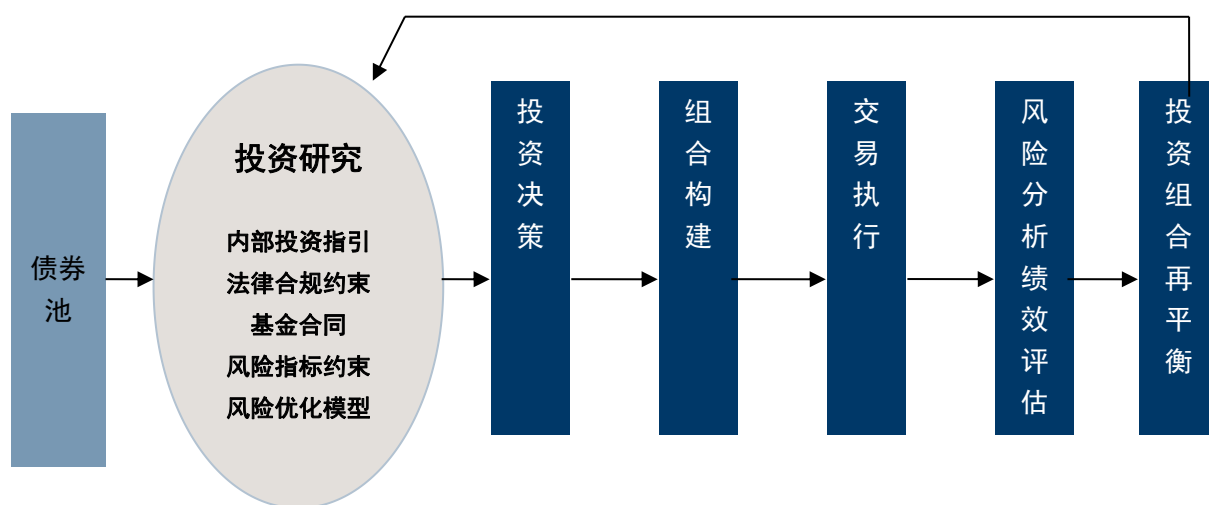 债券
池
投资研究
内部投资指引
法律合规约束
基金合同
风险指标约束
风险优化模型
投资决策
组合构建
交易执行
风险分析绩效评估
投资组合再平衡